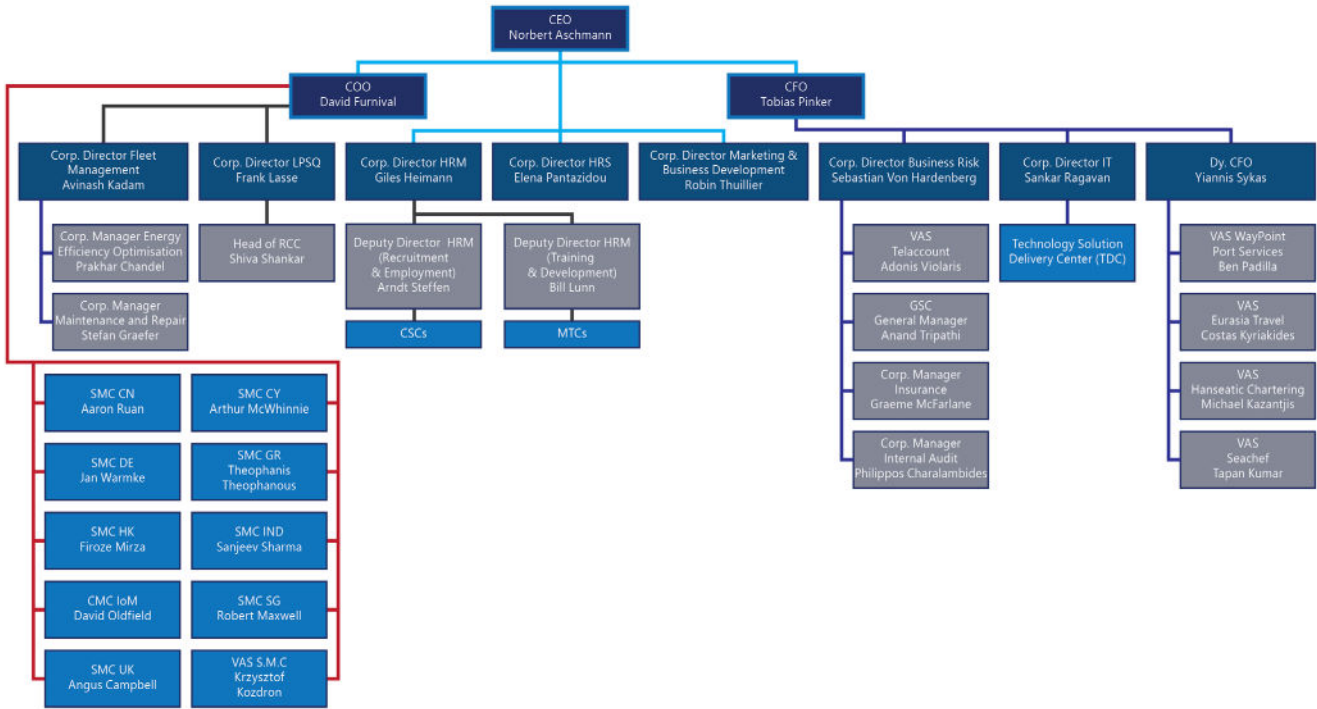 CEO
Norbert Aschmann
COO
David Furnival
CFO
Tobias Pinker
Corp. Director Fleet
Management
Avinash Kadam
Corp. Director LPSQ
Frank Lasse
Corp. Director HRM
Giles Heimann
Corp. Director HRS
Elena Pantazidou
Corp. Director Marketing &
Business Development
Robin Thuillier
Corp. Director Business Risk
Sebastian Von Hardenberg
Corp. Director IT
Sankar Ragavan
Dy. CFO
Yiannis Sykas
Corp. Manager Energy
Efficiency Optimisation
Prakhar Chandel
Corp. Manager
Maintenance and Repair
Stefan Graefer
Head of RCC
Shiva Shankar
Deputy Director HRM
(Recruitment
& Employment)
Arndt Steffen
CSCs
Deputy Director HRM
(Training
& Development)
Bill Lunn
MTCs
VAS
Telaccount
Adonis Violaris
GSC
General Manager
Anand Tripathi
Corp. Manager
Insurance
Graeme McFarlane
Corp. Manager
Internal Audit
Philippos Charalambides
Technology Solution
Delivery Center (TDC)
VAS WayPoint
Port Services
Ben Padilla
VAS
Eurasia Travel
Costas Kyriakides
VAS
Hanseatic Chartering
Michael Kazantjis
VAS
Seachef
Tapan Kumar
SMC CN
Aaron Ruan
SMC CY
Arthur McWhinnie
SMC DE
Jan Warmke
SMC GR
Theophanis
Theophanous
SMC HK
Firoze Mirza
SMC IND
Sanjeev Sharma
CMC IoM
David Oldfield
SMC SG
Robert Maxwell
SMC UK
Angus Campbell
VAS S.M.C
Krzysztof
Kozdron